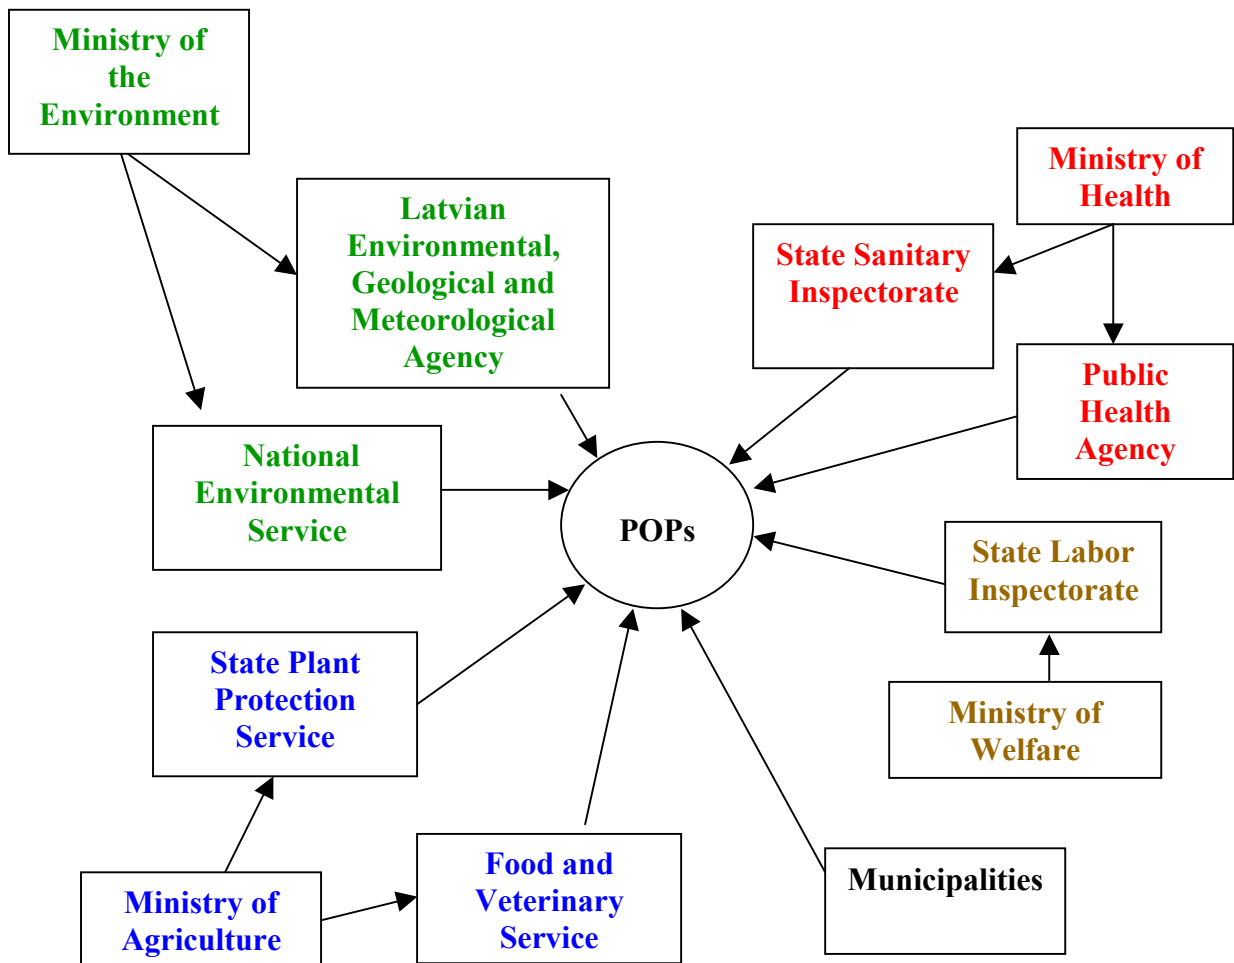 Ministry of
the
Environment
Latvian
Environmental,
Geological and
Meteorological
Agency
Ministry of
Health
State Sanitary
Inspectorate
Public
Health
Agency
National
Environmental
Service
POPs
State Labor
Inspectorate
State Plant
Protection
Service
Ministry of
Welfare
Ministry of
Agriculture
Food and
Veterinary
Service
Municipalities